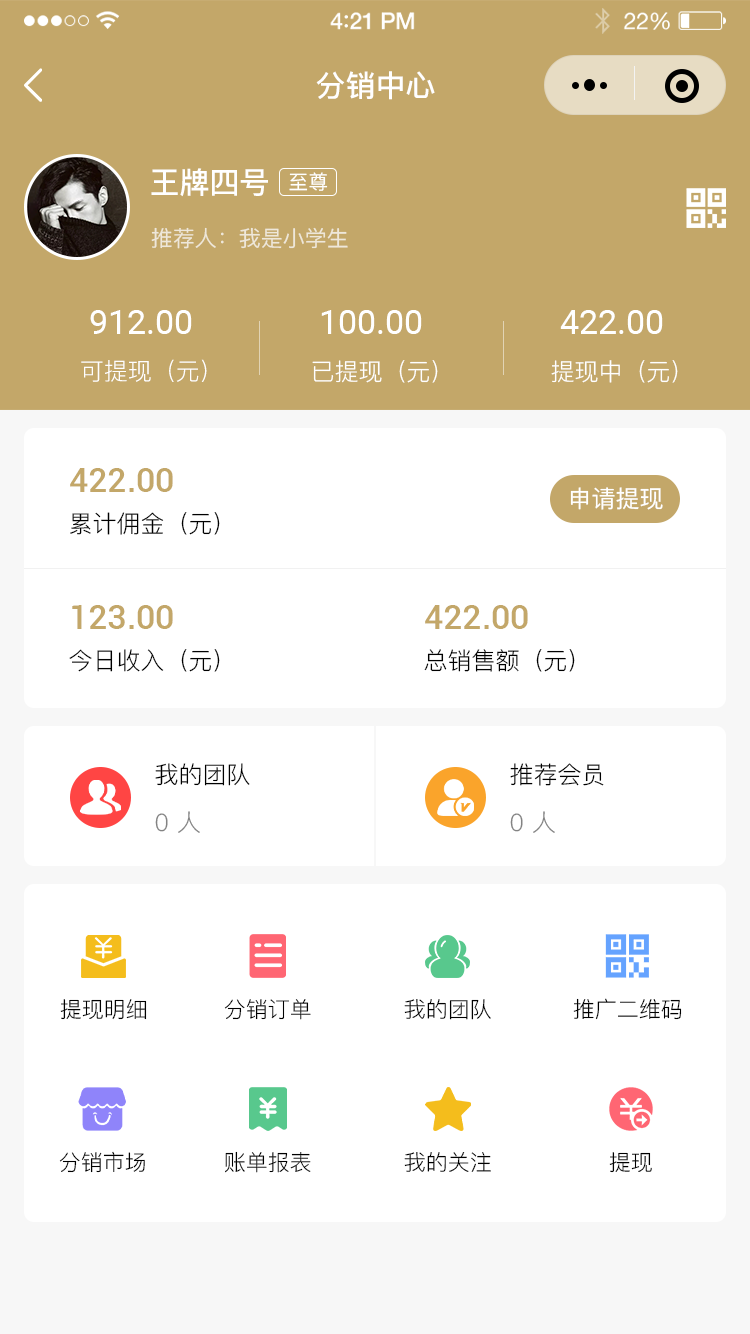 4:21 PM 22%
分销中心
王牌四号 至尊
推荐人：我是小学生
912.00 100.00 422.00
可提现（元） 已提现（元） 提现中（元）
422.00
累计佣金（元）
申请提现
123.00 422.00
今日收入（元） 总销售额（元）
我的团队 推荐会员
0 人 0 人
提现明细 分销订单 我的团队 推广二维码
分销市场 账单报表 我的关注 提现